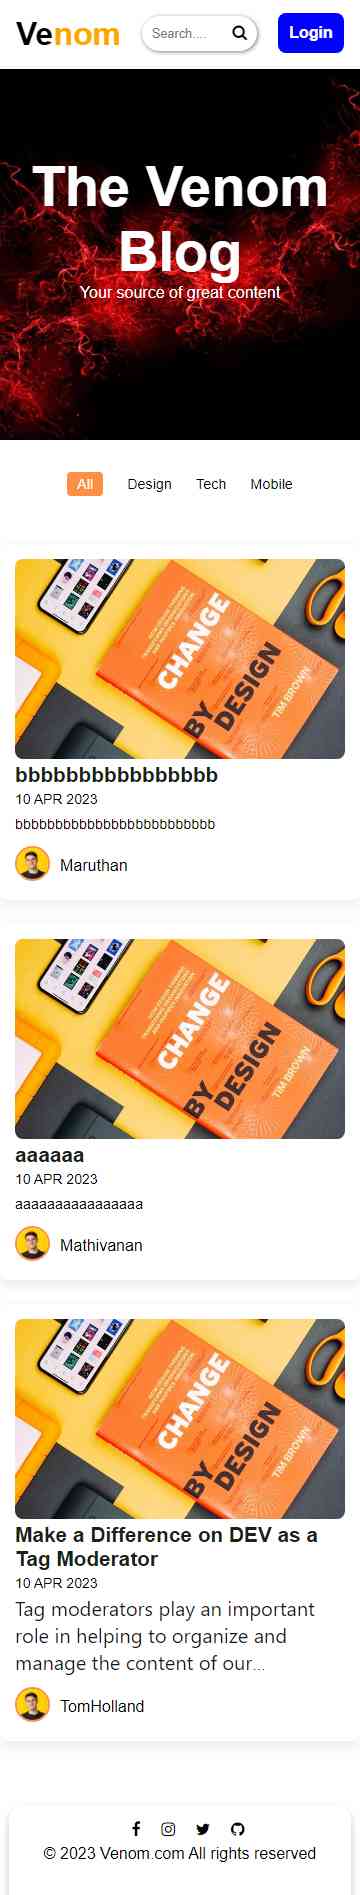 Venom
Search....
Login
The Venom
Blog
Your source of great content
All
Design
Tech
Mobile
CHANGE
BY DESIGN
TIM BROWN
bbbbbbbbbbbbbbbb
10 APR 2023
bbbbbbbbbbbbbbbbbbbbbbbbb
Maruthan
CHANGE
BY DESIGN
TIM BROWN
aaaaaa
10 APR 2023
aaaaaaaaaaaaaaaa
Mathivanan
CHANGE
BY DESIGN
TIM BROWN
Make a Difference on DEV as a
Tag Moderator
10 APR 2023
Tag moderators play an important
role in helping to organize and
manage the content of our...
TomHolland
© 2023 Venom.com All rights reserved